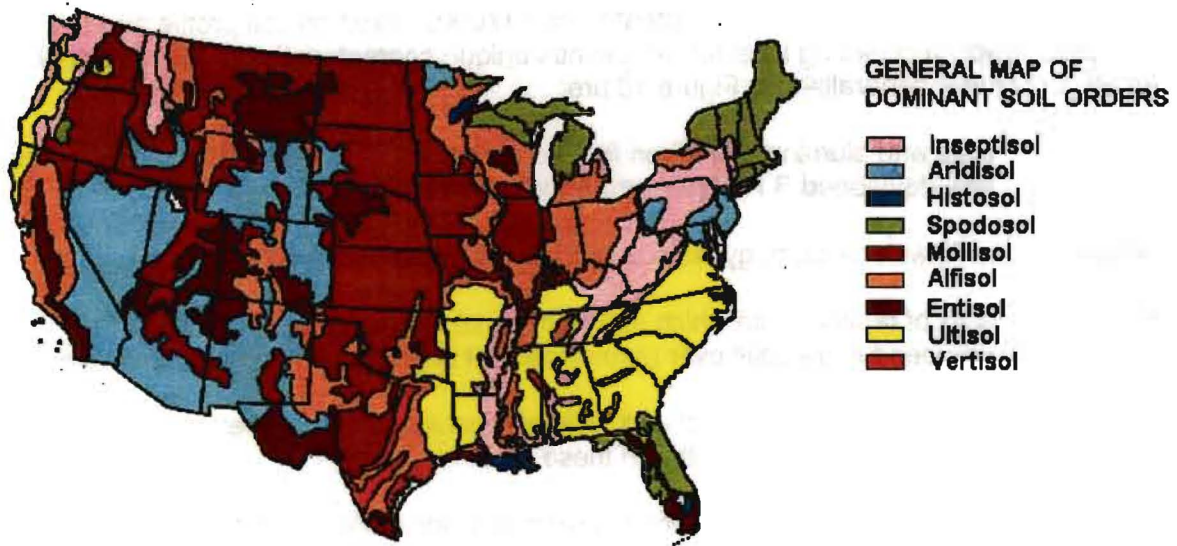 GENERAL MAP OF
DOMINANT SOIL ORDERS
Inseptisol
Aridisol
Histosol
Spodosol
Mollisol
Alfisol
Entisol
Ultisol
Vertisol